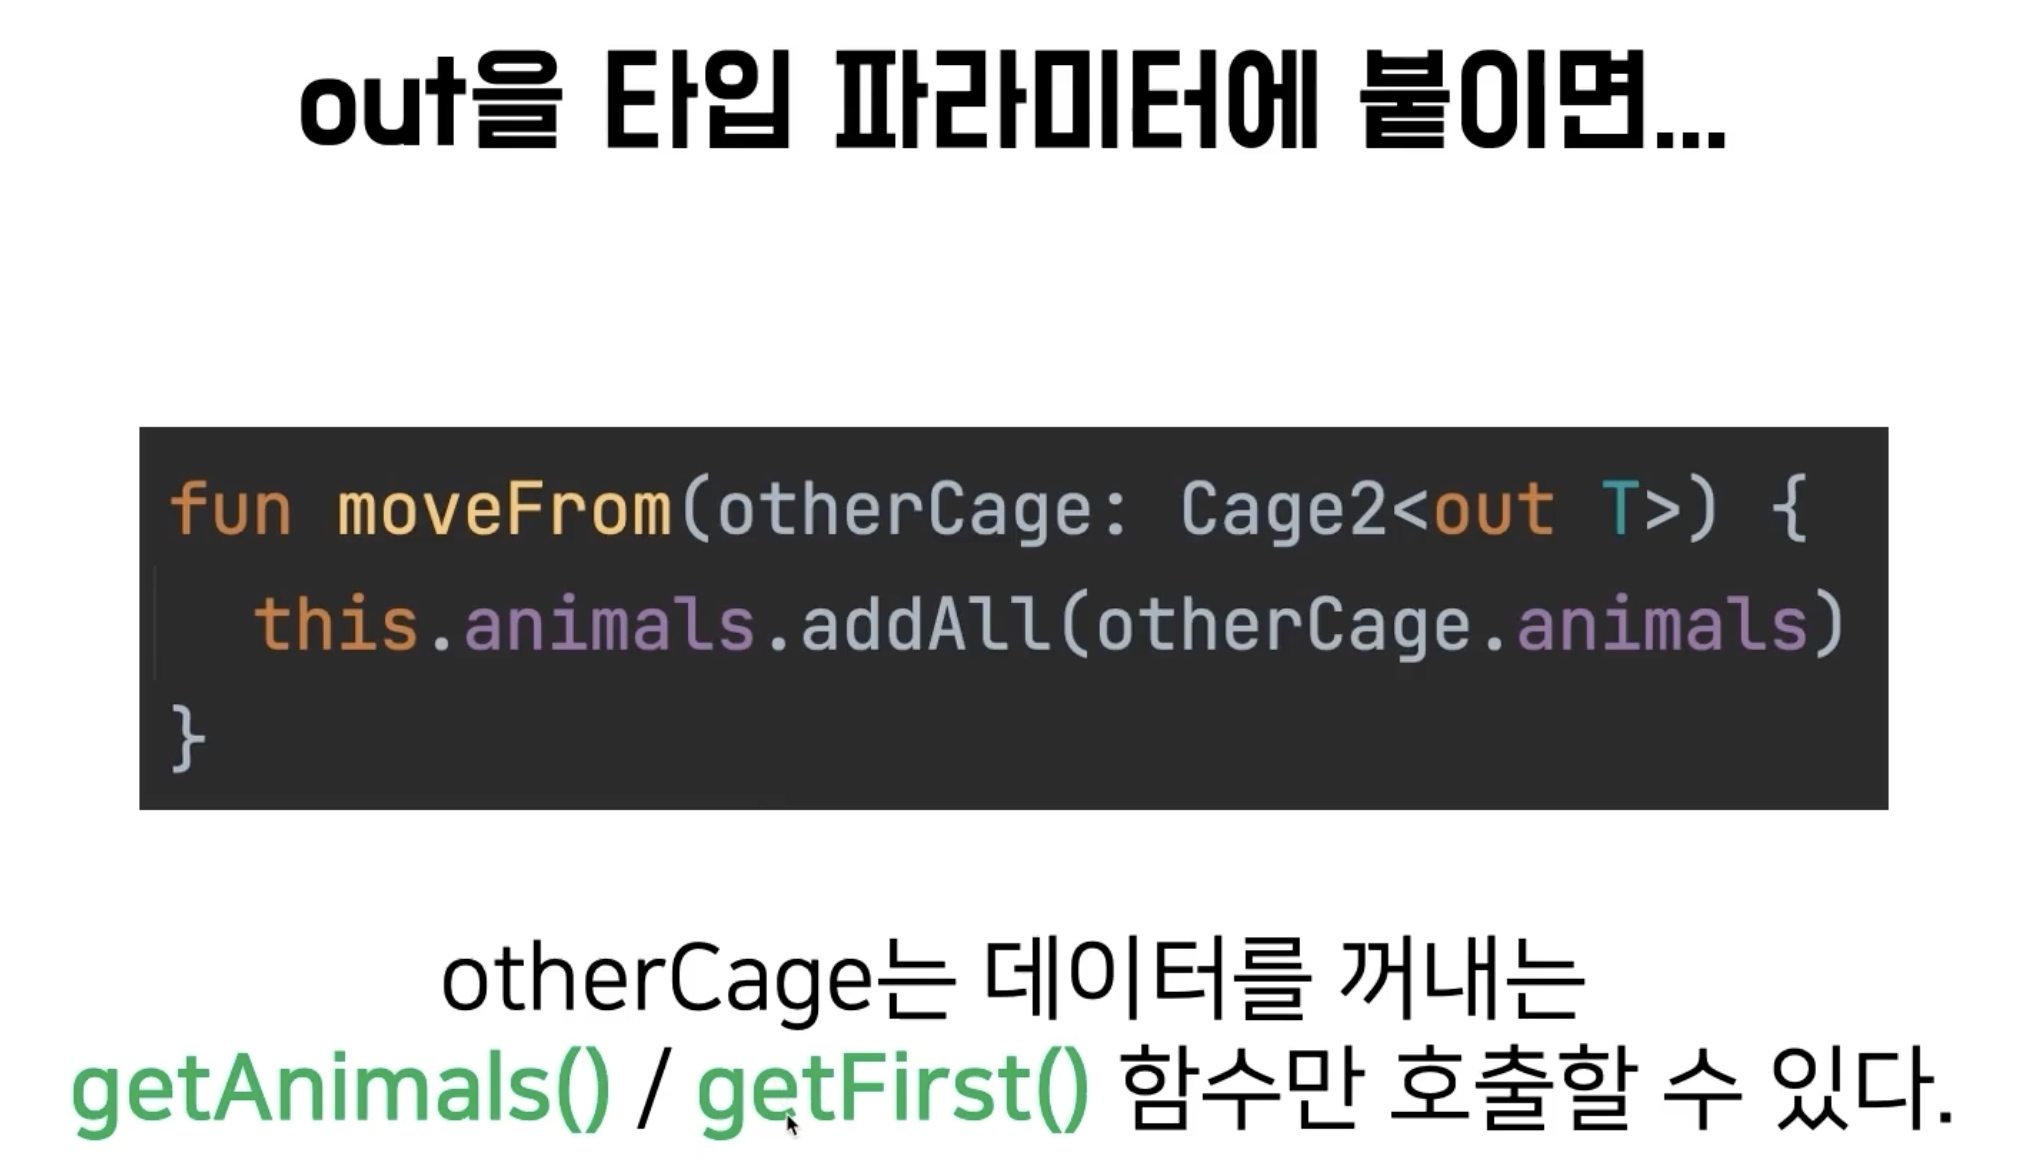 out을 타입 파라미터에 붙이면...
fun moveFrom(otherCage: Cage2<out T>) {
this.animals.addAll(otherCage.animals)
}
otherCage는 데이터를 꺼내는
getAnimals() / getFirst() 함수만 호출할 수 있다.